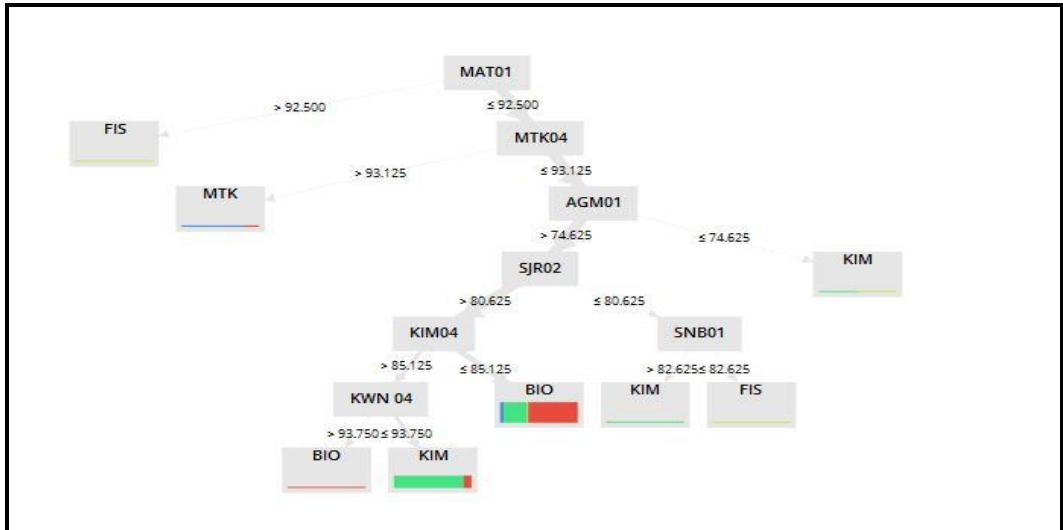 MAT01
> 92.500 ≤ 92.500
FIS MTK04
> 93.125 ≤ 93.125
MTK AGM01
> 74.625 ≤ 74.625
SJR02 KIM
> 80.625 ≤ 80.625
KIM04 SNB01
> 85.125 ≤ 85.125 > 82.625 ≤ 82.625
KWN 04 BIO KIM FIS
> 93.750 ≤ 93.750
BIO KIM